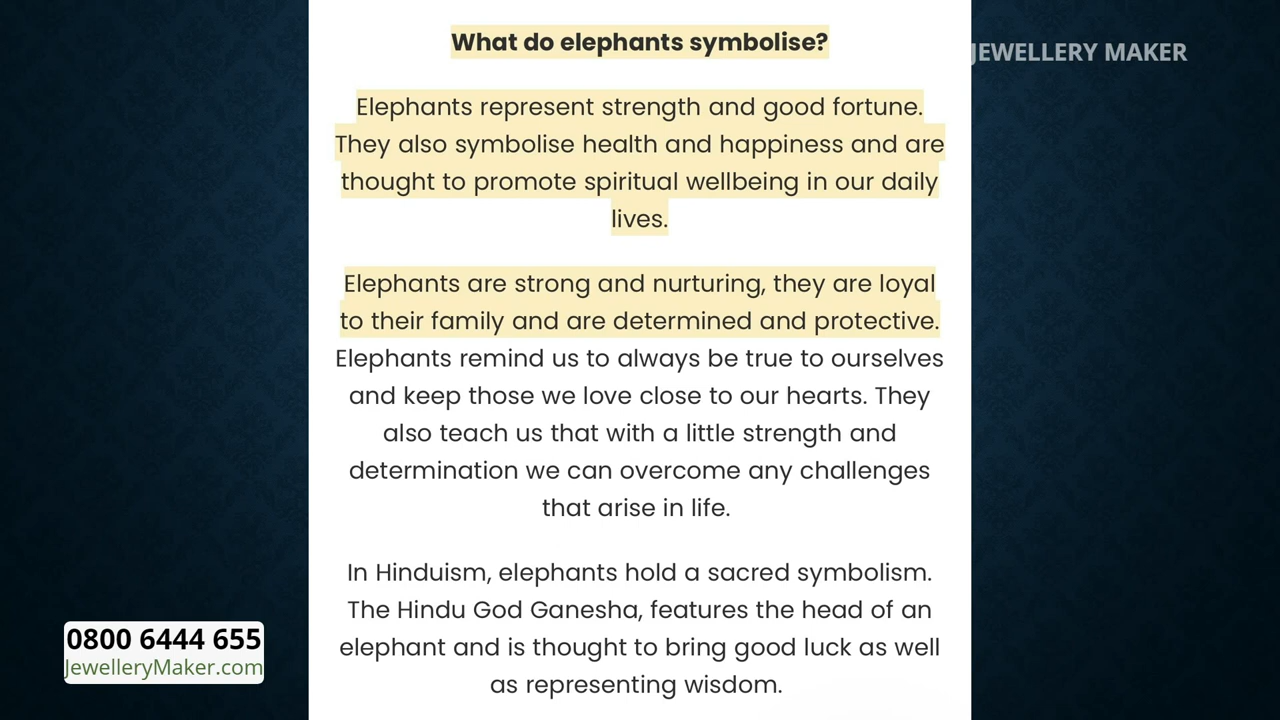 What do elephants symbolise?
JEWELLERY MAKER
Elephants represent strength and good fortune.
They also symbolise health and happiness and are
thought to promote spiritual wellbeing in our daily
lives.
Elephants are strong and nurturing, they are loyal
to their family and are determined and protective.
Elephants remind us to always be true to ourselves
and keep those we love close to our hearts. They
also teach us that with a little strength and
determination we can overcome any challenges
that arise in life.
In Hinduism, elephants hold a sacred symbolism.
The Hindu God Ganesha, features the head of an
elephant and is thought to bring good luck as well
as representing wisdom.
0800 6444 655
JewelleryMaker.com